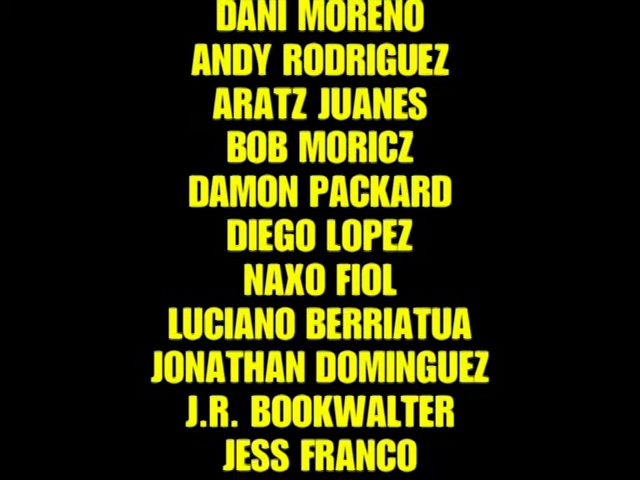 DANI MORENO
ANDY RODRIGUEZ
ARATZ JUANES
BOB MORICZ
DAMON PACKARD
DIEGO LOPEZ
NAXO FIOL
LUCIANO BERRIATUA
JONATHAN DOMINGUEZ
J.R. BOOKWALTER
JESS FRANCO